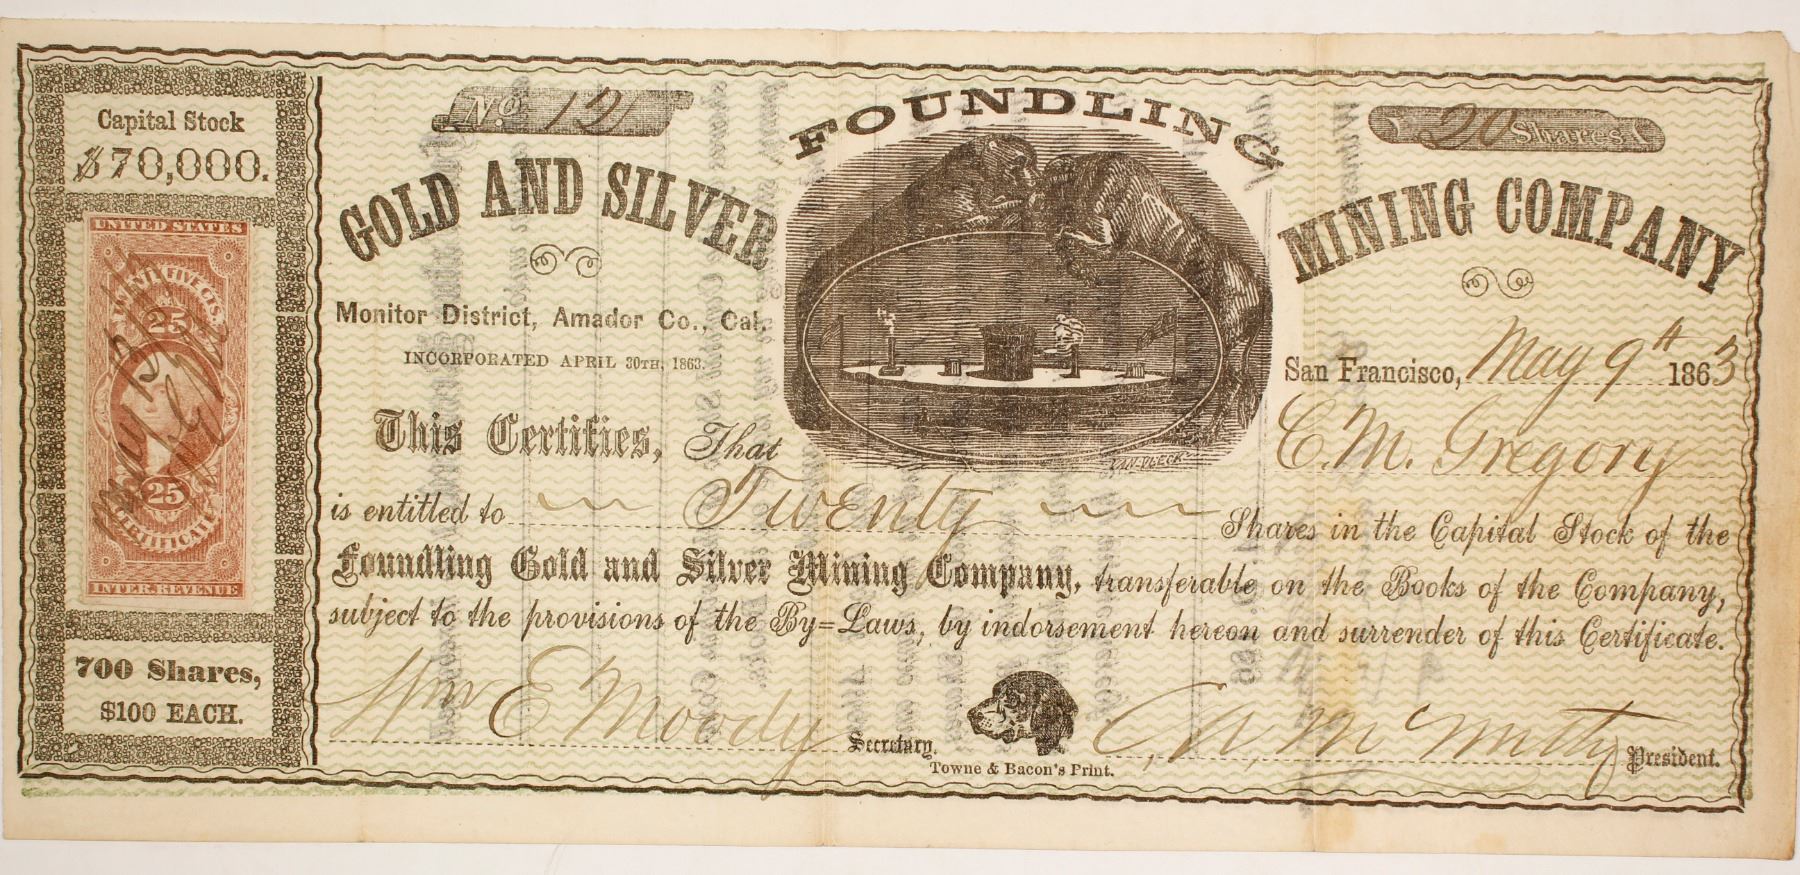 Capital Stock
$70,000.
UNITED STATES
25
25
CERTIFICATE
INTER. REVENUE
700 Shares,
$100 EACH.
No. 12
FOUNDLING
20 Shares
GOLD AND SILVER
MINING COMPANY
Monitor District, Amador Co., Cal.
INCORPORATED APRIL 30TH, 1863.
San Francisco, May 9th 1863
VAN VLECK
This Certifies, That E. M. Gregory
is entitled to Twenty Shares in the Capital Stock of the
Foundling Gold and Silver Mining Company, transferable on the Books of the Company,
subject to the provisions of the By=Laws, by indorsement hereon and surrender of this Certificate.
Wm E Moody Secretary.
President.
Towne & Bacon's Print.